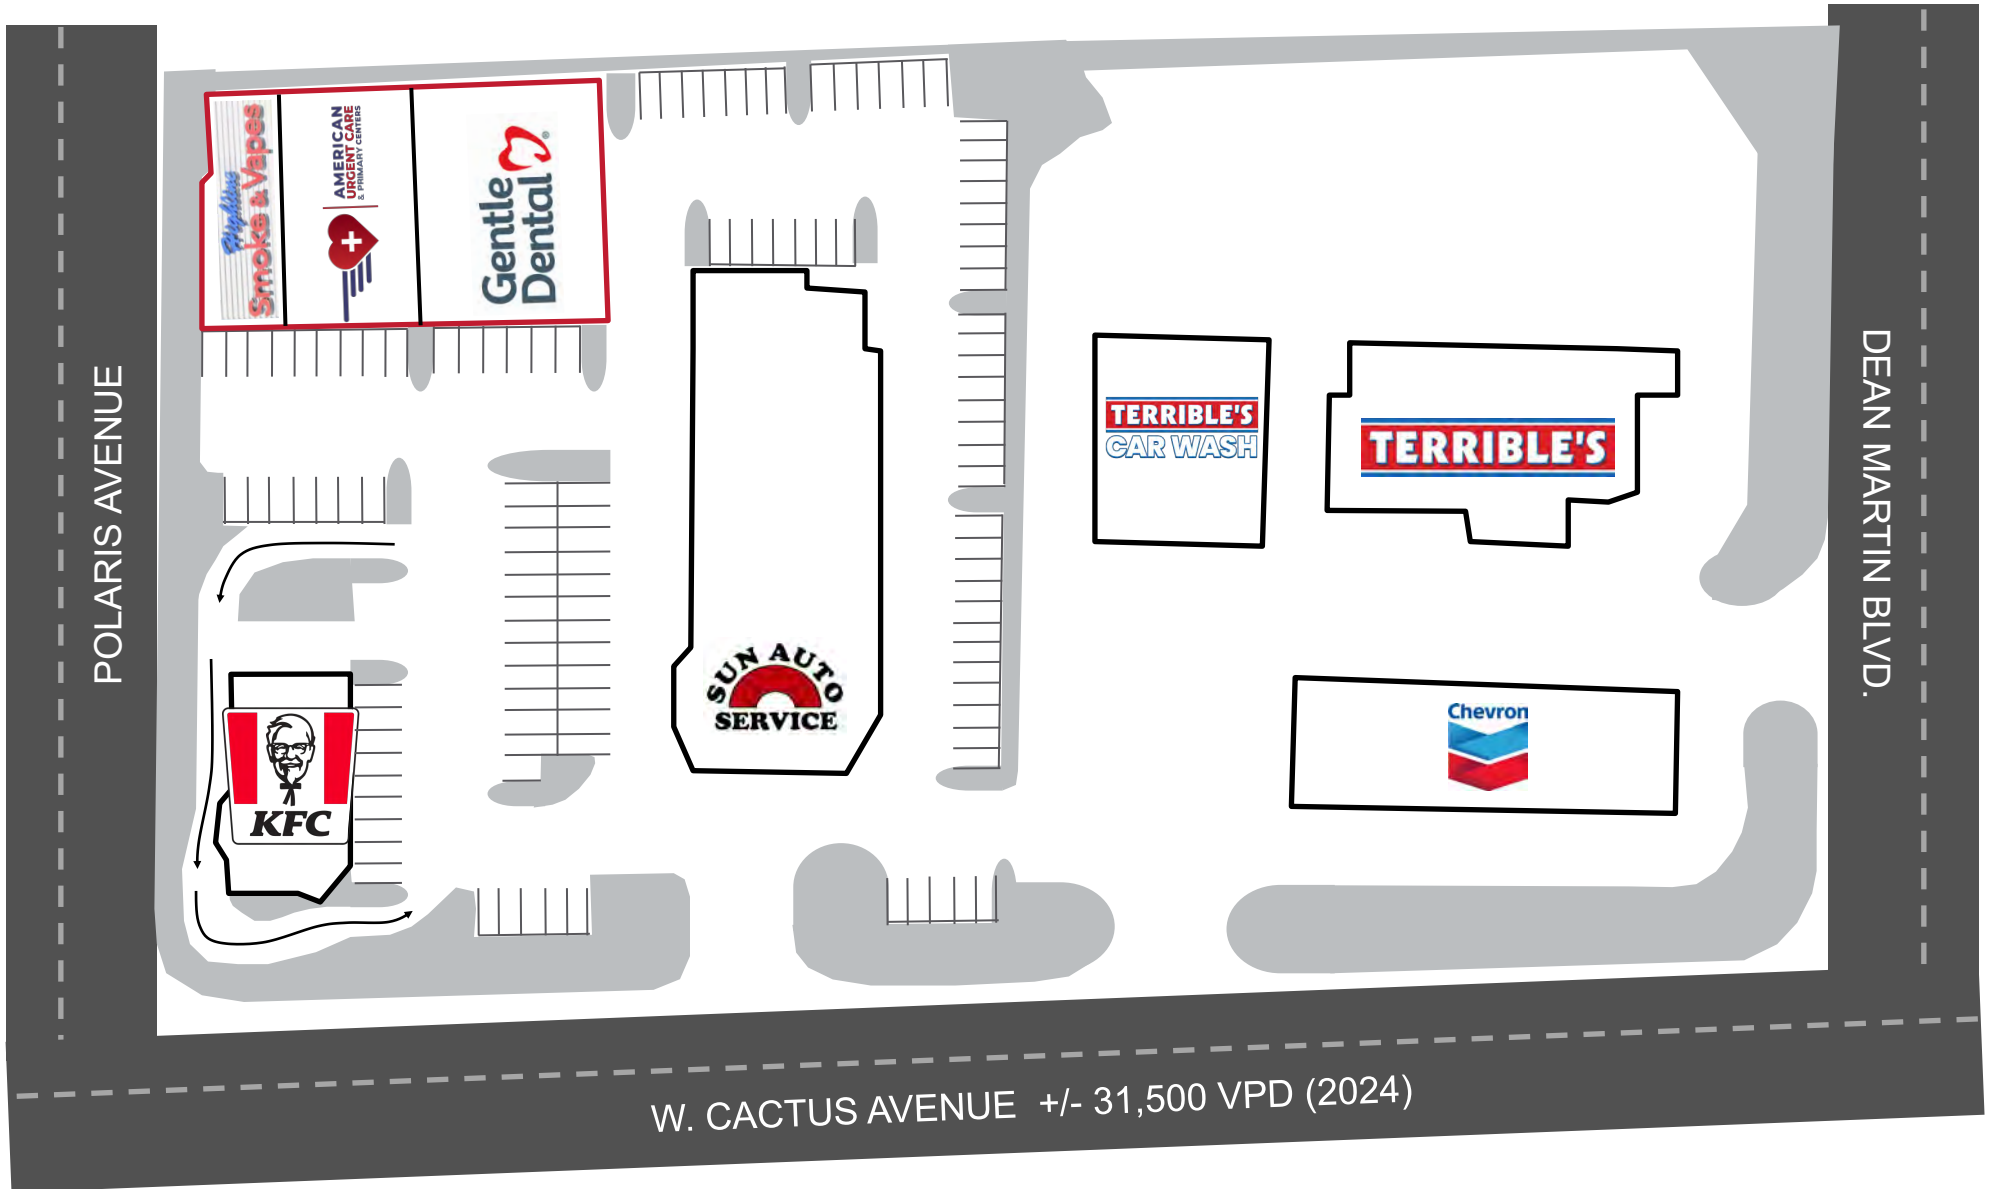 Highline
Smoke & Vapes
AMERICAN
URGENT CARE
& PRIMARY CENTERS
Gentle
Dental®
POLARIS AVENUE
TERRIBLE'S
CAR WASH
TERRIBLE'S
DEAN MARTIN BLVD.
SUN AUTO
SERVICE
Chevron
KFC
W. CACTUS AVENUE +/- 31,500 VPD (2024)